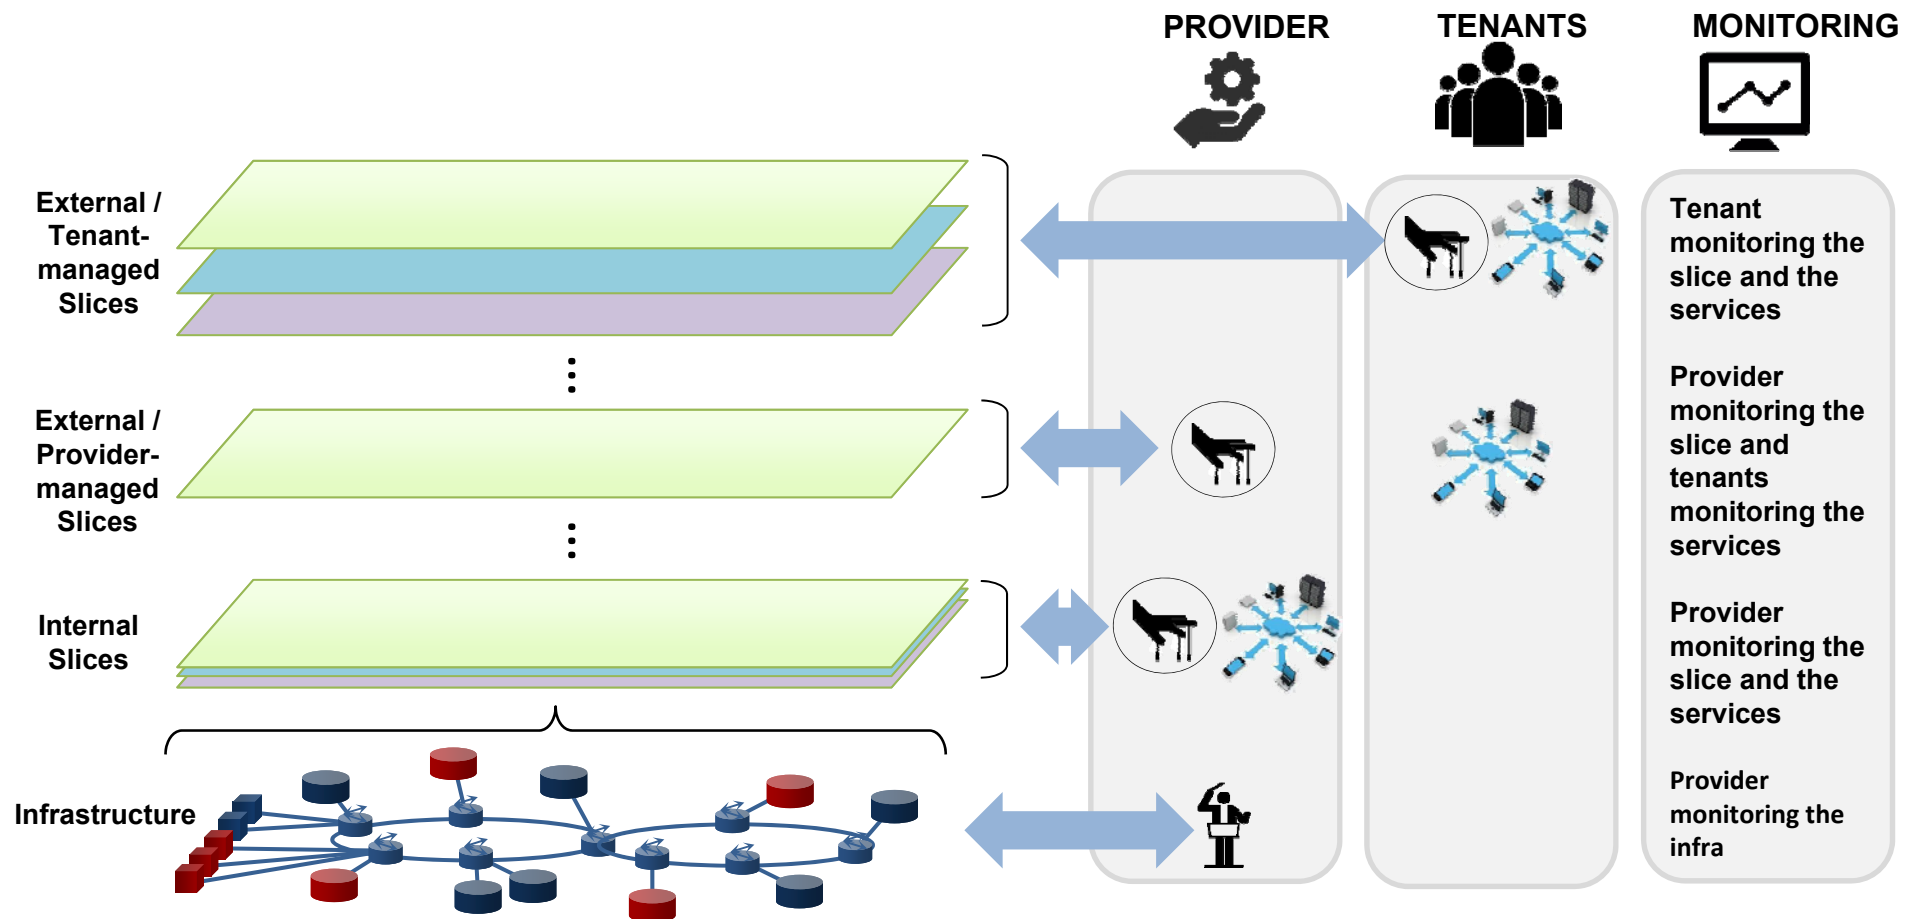 PROVIDER
TENANTS
MONITORING
External /
Tenant-
managed
Slices
Tenant
monitoring the
slice and the
services
External /
Provider-
managed
Slices
Provider
monitoring the
slice and
tenants
monitoring the
services
Internal
Slices
Provider
monitoring the
slice and the
services
Infrastructure
Provider
monitoring the
infra